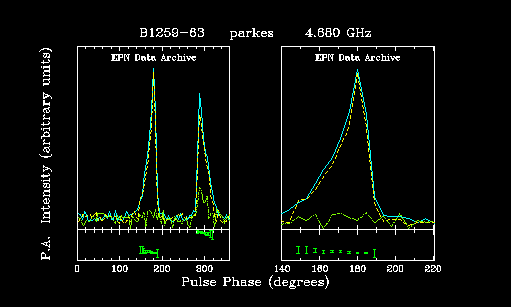 B1259-63 parkes 4.680 GHz
EPN Data Archive EPN Data Archive
Intensity (arbitrary units)
P.A.
0 100 200 300 140 160 180 200 220
Pulse Phase (degrees)